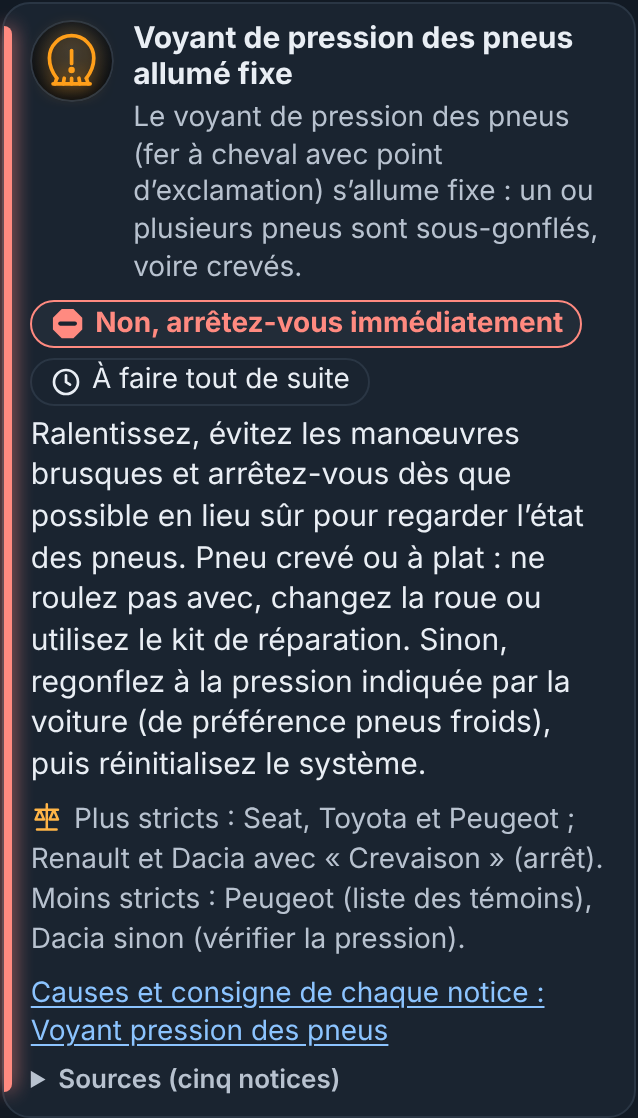 Voyant de pression des pneus
allumé fixe
Le voyant de pression des pneus
(fer à cheval avec point
d’exclamation) s’allume fixe : un ou
plusieurs pneus sont sous-gonflés,
voire crevés.
Non, arrêtez-vous immédiatement
À faire tout de suite
Ralentissez, évitez les manœuvres
brusques et arrêtez-vous dès que
possible en lieu sûr pour regarder l’état
des pneus. Pneu crevé ou à plat : ne
roulez pas avec, changez la roue ou
utilisez le kit de réparation. Sinon,
regonflez à la pression indiquée par la
voiture (de préférence pneus froids),
puis réinitialisez le système.
Plus stricts : Seat, Toyota et Peugeot ;
Renault et Dacia avec « Crevaison » (arrêt).
Moins stricts : Peugeot (liste des témoins),
Dacia sinon (vérifier la pression).
Causes et consigne de chaque notice :
Voyant pression des pneus
Sources (cinq notices)